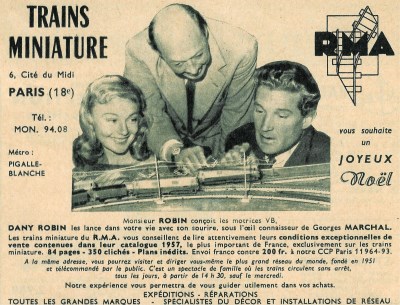 TRAINS
MINIATURE
6, Cité du Midi
PARIS (18e)
Tél. :
MON. 94.08
Métro :
PIGALLE-
BLANCHE
RMA
vous souhaite
un
JOYEUX
Noël
Monsieur ROBIN conçoit les motrices VB,
DANY ROBIN les lance dans votre vie avec son sourire, sous l'œil connaisseur de Georges MARCHAL.
Les trains miniature du R.M.A. vous conseillent de lire attentivement leurs conditions exceptionnelles de
vente contenues dans leur catalogue 1957, le plus important de France, exclusivement sur les trains
miniature. 84 pages - 350 clichés - Plans inédits. Envoi franco contre 200 fr. à notre CCP Paris 11964-93.
A la même adresse, vous pourrez visiter et diriger vous-même le plus grand réseau du monde, fondé en 1951
et télécommandé par le public. C'est un spectacle de famille où les trains circulent sans arrêt,
tous les jours, à partir de 14 h 30, sauf le mercredi.
Notre expérience vous permettra de vous guider utilement dans vos achats.
EXPÉDITIONS - RÉPARATIONS
TOUTES LES GRANDES MARQUES - SPÉCIALISTES DU DÉCOR ET INSTALLATIONS DE RÉSEAU